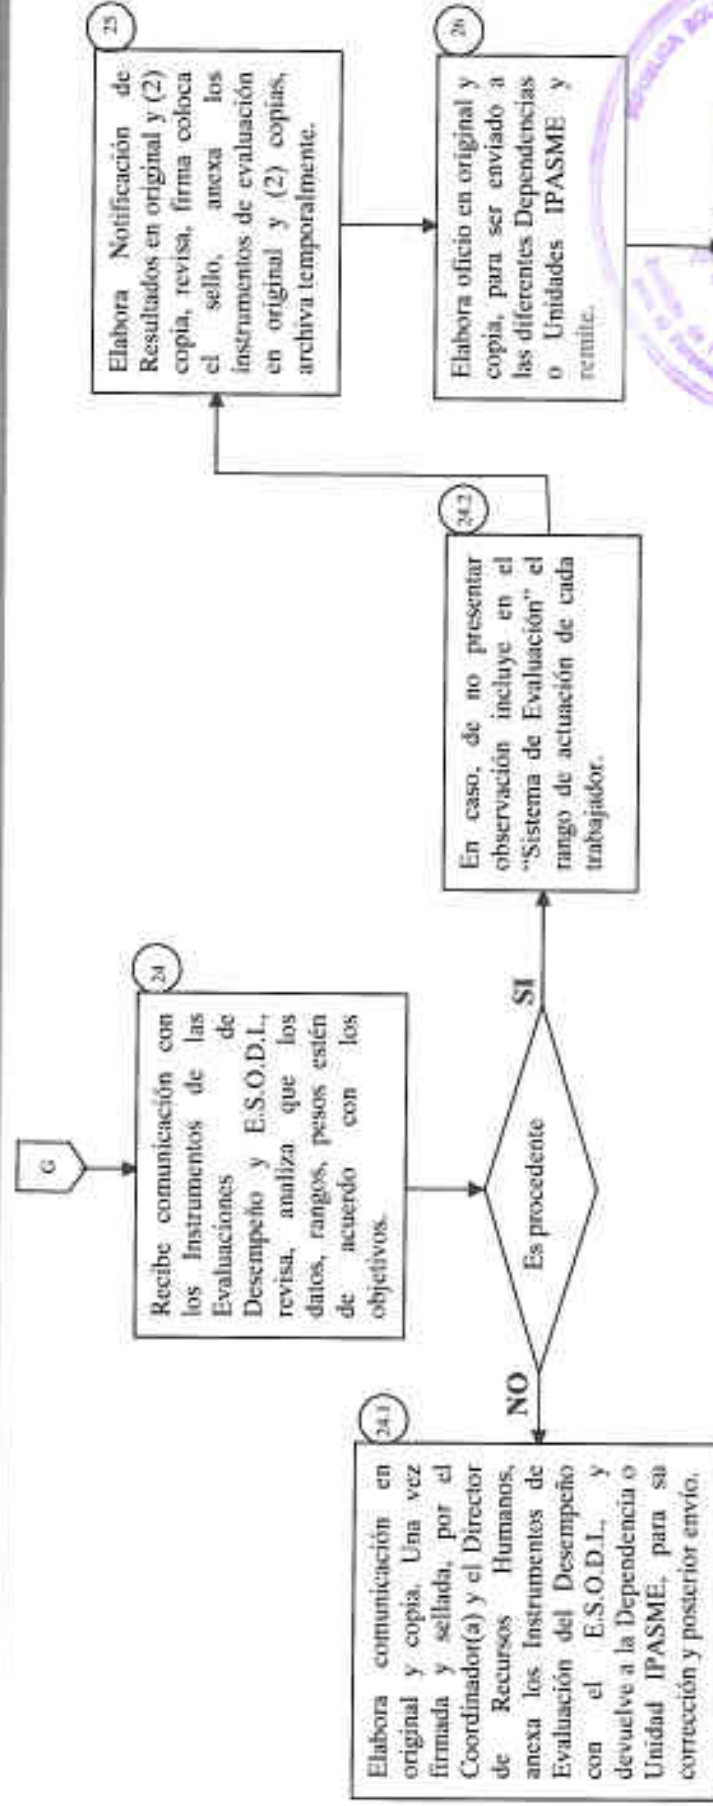 G
24
Recibe comunicación con
los Instrumentos de las
Evaluaciones de
Desempeño y E.S.O.D.I.,
revisa, analiza que los
datos, rangos, pesos estén
de acuerdo con los
objetivos.
Es procedente
NO
SI
24.1
Elabora comunicación en
original y copia. Una vez
firmada y sellada, por el
Coordinador(a) y el Director
de Recursos Humanos,
anexa los Instrumentos de
Evaluación del Desempeño
con el E.S.O.D.I., y
devuelve a la Dependencia o
Unidad IPASME, para su
corrección y posterior envío.
24.2
En caso, de no presentar
observación incluye en el
“Sistema de Evaluación” el
rango de actuación de cada
trabajador.
25
Elabora Notificación de
Resultados en original y (2)
copia, revisa, firma coloca
el sello, anexa los
instrumentos de evaluación
en original y (2) copias,
archiva temporalmente.
26
Elabora oficio en original y
copia, para ser enviado a
las diferentes Dependencias
o Unidades IPASME y
remite.